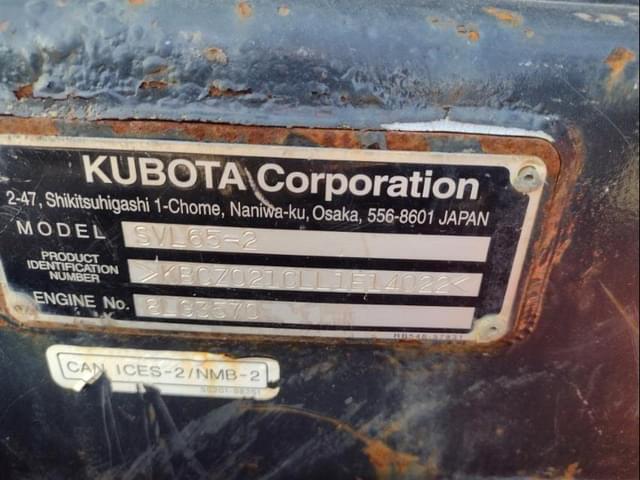 KUBOTA Corporation
2-47, Shikitsuhigashi 1-Chome, Naniwa-ku, Osaka, 556-8601 JAPAN
MODEL SVL65-2
PRODUCT IDENTIFICATION NUMBER >KBCZ021CLL1F14022<
ENGINE No.
CAN ICES-2/NMB-2